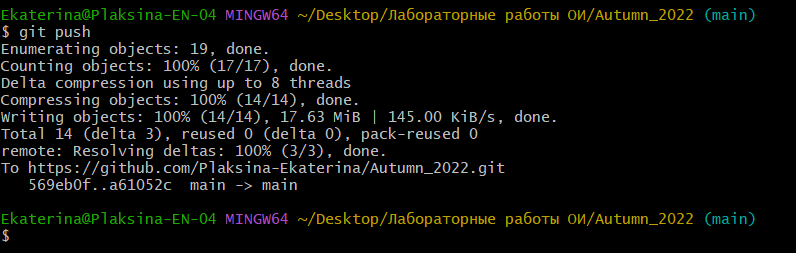 Ekaterina@Plaksina-EN-04 MINGW64 ~/Desktop/Лабораторные работы ОИ/Autumn_2022 (main)
$ git push
Enumerating objects: 19, done.
Counting objects: 100% (17/17), done.
Delta compression using up to 8 threads
Compressing objects: 100% (14/14), done.
Writing objects: 100% (14/14), 17.63 MiB | 145.00 KiB/s, done.
Total 14 (delta 3), reused 0 (delta 0), pack-reused 0
remote: Resolving deltas: 100% (3/3), done.
To https://github.com/Plaksina-Ekaterina/Autumn_2022.git
   569eb0f..a61052c  main -> main
Ekaterina@Plaksina-EN-04 MINGW64 ~/Desktop/Лабораторные работы ОИ/Autumn_2022 (main)
$